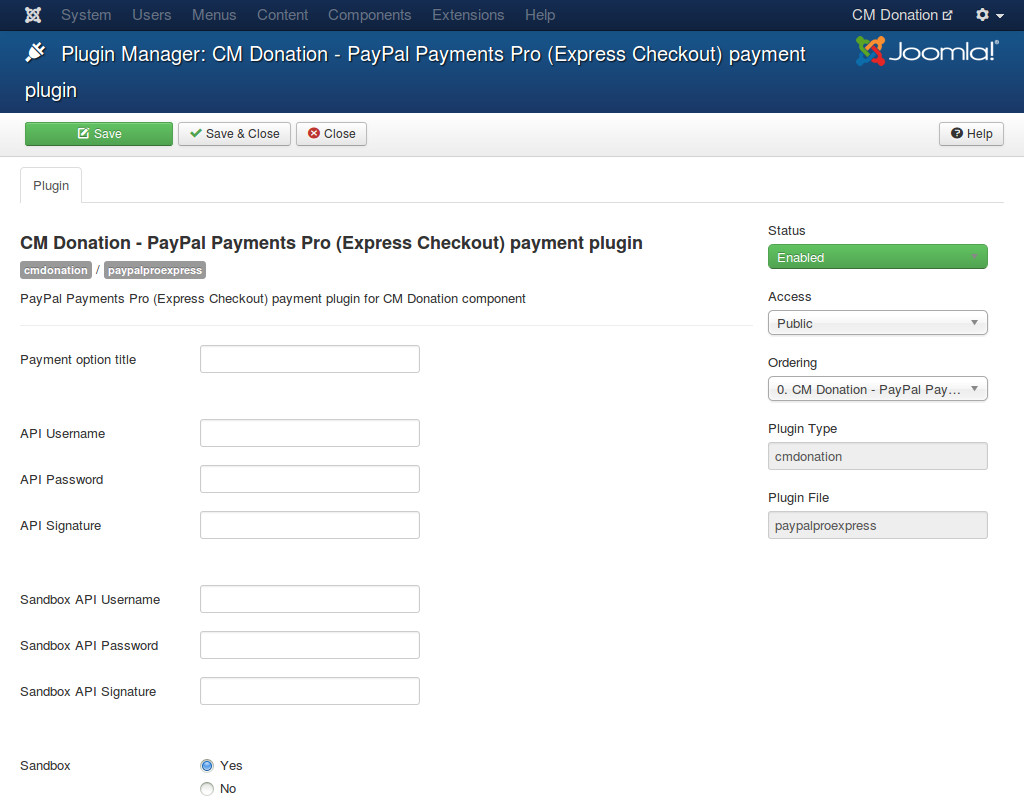 System Users Menus Content Components Extensions Help CM Donation
Plugin Manager: CM Donation - PayPal Payments Pro (Express Checkout) payment
plugin
Joomla!®
Save Save & Close Close Help
Plugin
CM Donation - PayPal Payments Pro (Express Checkout) payment plugin
cmdonation / paypalproexpress
PayPal Payments Pro (Express Checkout) payment plugin for CM Donation component
Payment option title
API Username
API Password
API Signature
Sandbox API Username
Sandbox API Password
Sandbox API Signature
Sandbox
Yes
No
Status
Enabled
Access
Public
Ordering
0. CM Donation - PayPal Pay...
Plugin Type
cmdonation
Plugin File
paypalproexpress